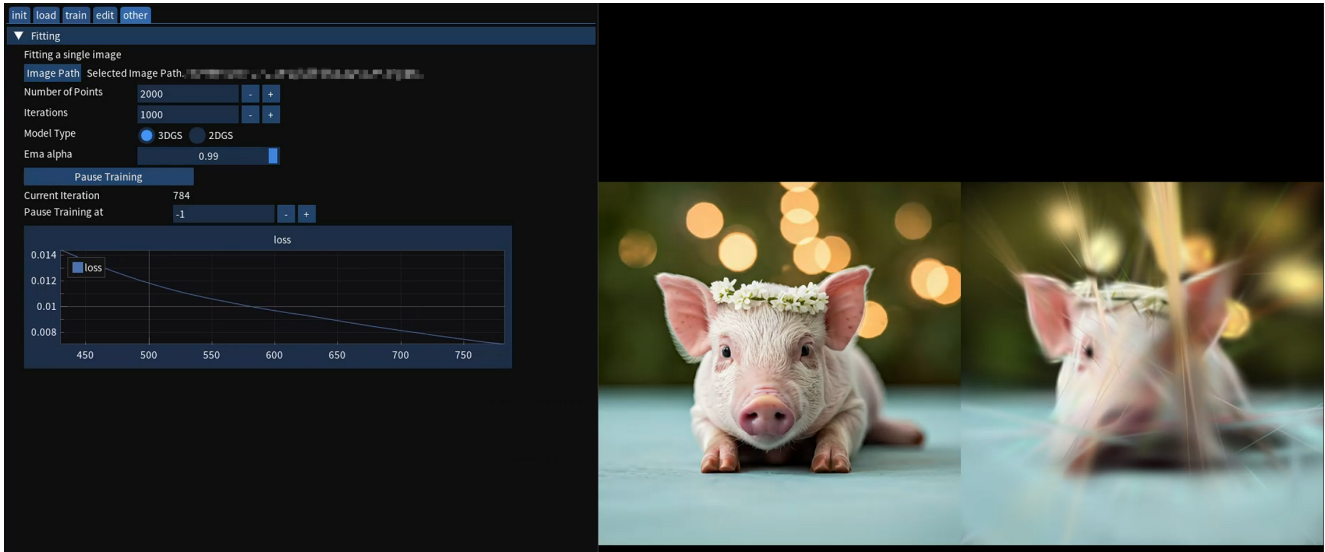 init load train edit other
Fitting
Fitting a single image
Image Path Selected Image Path.
Number of Points 2000 - +
Iterations 1000 - +
Model Type 3DGS 2DGS
Ema alpha 0.99
Pause Training
Current Iteration 784
Pause Training at -1 - +
loss
0.014
loss
0.012
0.01
0.008
450 500 550 600 650 700 750